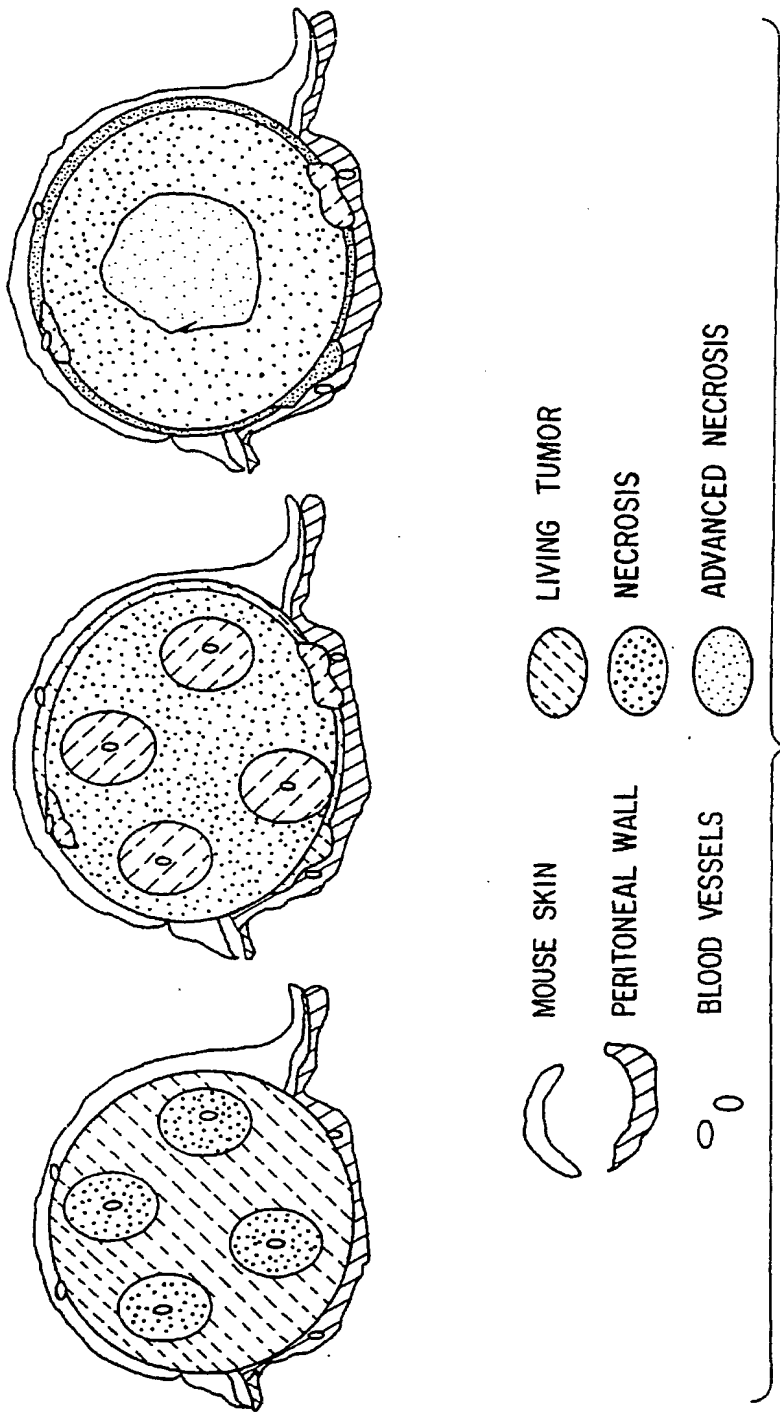 MOUSE SKIN
PERITONEAL WALL
BLOOD VESSELS
LIVING TUMOR
NECROSIS
ADVANCED NECROSIS